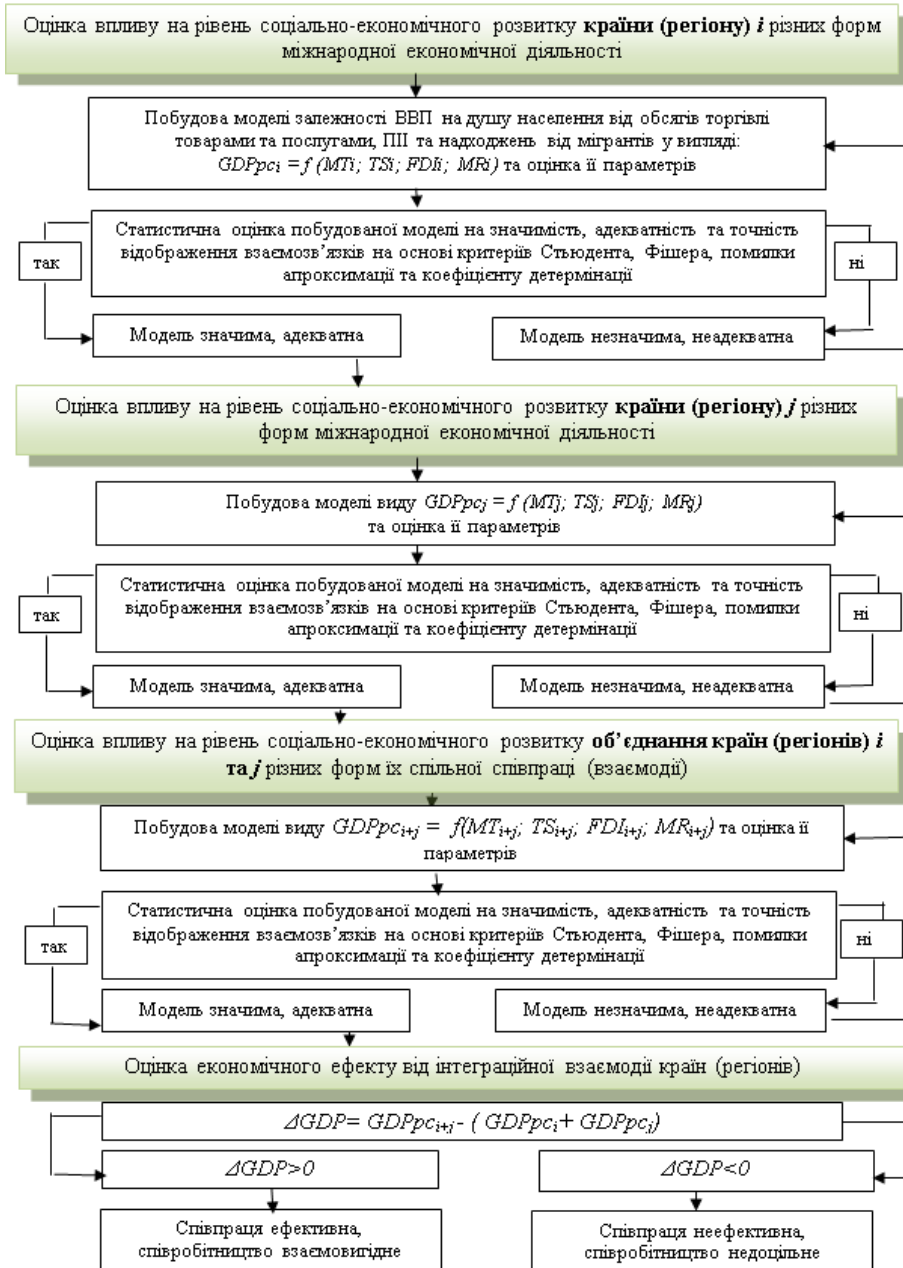 Оцінка впливу на рівень соціально-економічного розвитку країни (регіону) i різних форм
міжнародної економічної діяльності
Побудова моделі залежності ВВП на душу населення від обсягів торгівлі
товарами та послугами, ПІІ та надходжень від мігрантів у вигляді:
GDPpci = f (MTi; TSi; FDIi; MRi) та оцінка її параметрів
Статистична оцінка побудованої моделі на значимість, адекватність та точність
відображення взаємозв’язків на основі критеріїв Стьюдента, Фішера, помилки
апроксимації та коефіцієнту детермінації
так
ні
Модель значима, адекватна
Модель незначима, неадекватна
Оцінка впливу на рівень соціально-економічного розвитку країни (регіону) j різних
форм міжнародної економічної діяльності
Побудова моделі виду GDPpcj = f (MTj; TSj; FDIj; MRj)
та оцінка її параметрів
Статистична оцінка побудованої моделі на значимість, адекватність та точність
відображення взаємозв’язків на основі критеріїв Стьюдента, Фішера, помилки
апроксимації та коефіцієнту детермінації
так
ні
Модель значима, адекватна
Модель незначима, неадекватна
Оцінка впливу на рівень соціально-економічного розвитку об’єднання країн (регіонів) i
та j різних форм їх спільної співпраці (взаємодії)
Побудова моделі виду GDPpci+j = f(MTi+j; TSi+j; FDIi+j; MRi+j) та оцінка її
параметрів
Статистична оцінка побудованої моделі на значимість, адекватність та точність
відображення взаємозв’язків на основі критеріїв Стьюдента, Фішера, помилки
апроксимації та коефіцієнту детермінації
так
ні
Модель значима, адекватна
Модель незначима, неадекватна
Оцінка економічного ефекту від інтеграційної взаємодії країн (регіонів)
ΔGDP= GDPpci+j- ( GDPpci+ GDPpcj)
ΔGDP>0
ΔGDP<0
Співпраця ефективна,
співробітництво взаємовигідне
Співпраця неефективна,
співробітництво недоцільне